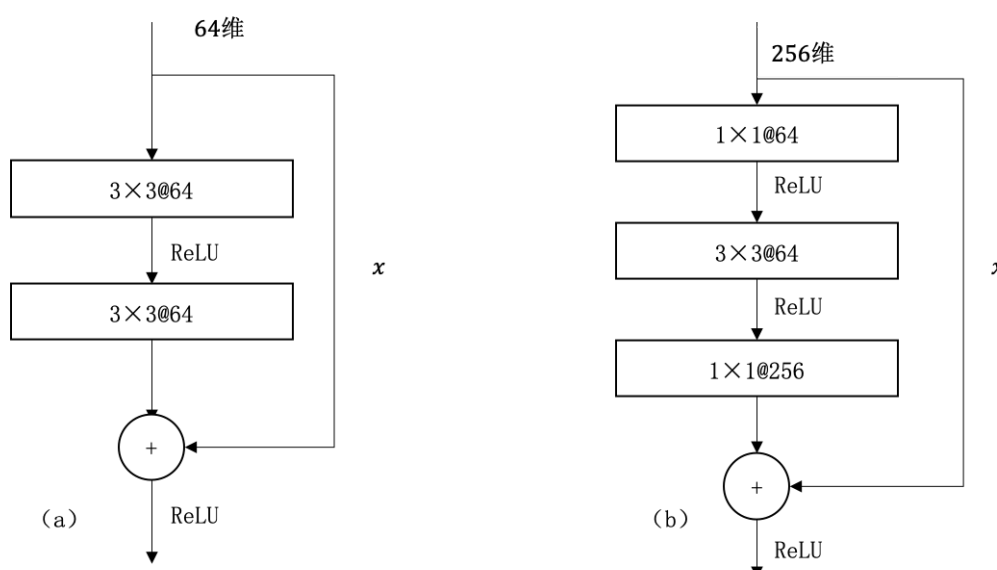 64维
3×3@64
ReLU
3×3@64
x
+
ReLU
(a)
256维
1×1@64
ReLU
3×3@64
ReLU
1×1@256
x
+
ReLU
(b)